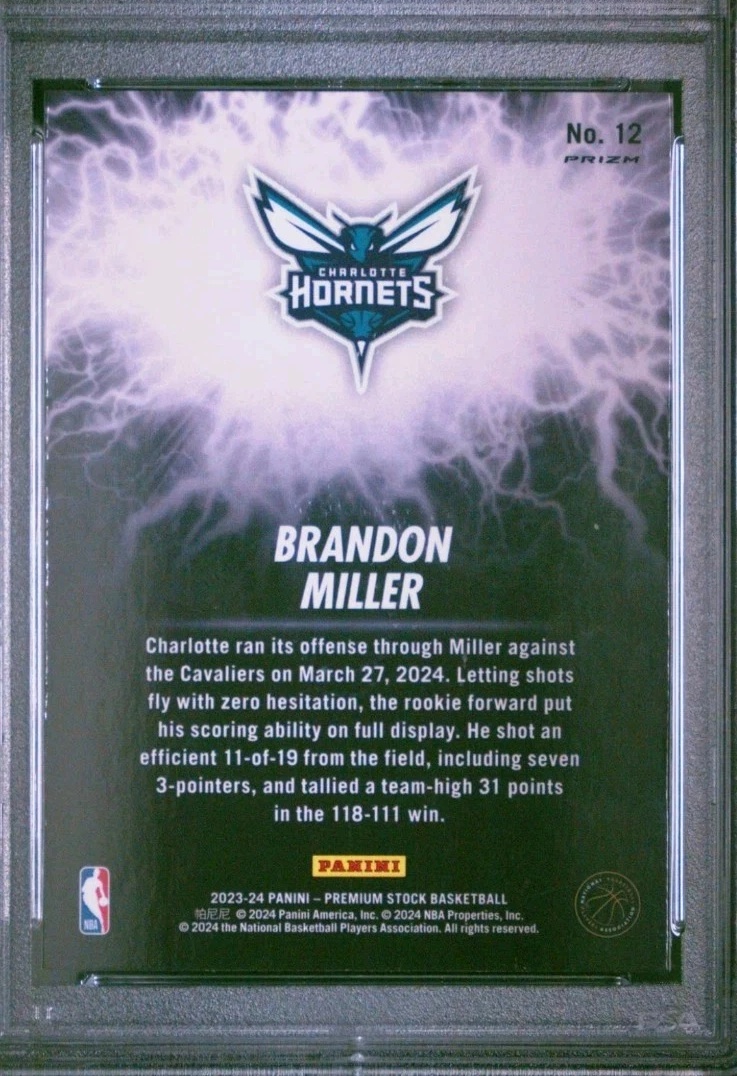 No. 12
PRIZM
CHARLOTTE
HORNETS
BRANDON
MILLER
Charlotte ran its offense through Miller against
the Cavaliers on March 27, 2024. Letting shots
fly with zero hesitation, the rookie forward put
his scoring ability on full display. He shot an
efficient 11-of-19 from the field, including seven
3-pointers, and tallied a team-high 31 points
in the 118-111 win.
PANINI
2023-24 PANINI – PREMIUM STOCK BASKETBALL
帕尼尼 © 2024 Panini America, Inc. © 2024 NBA Properties, Inc.
© 2024 the National Basketball Players Association. All rights reserved.
NBA